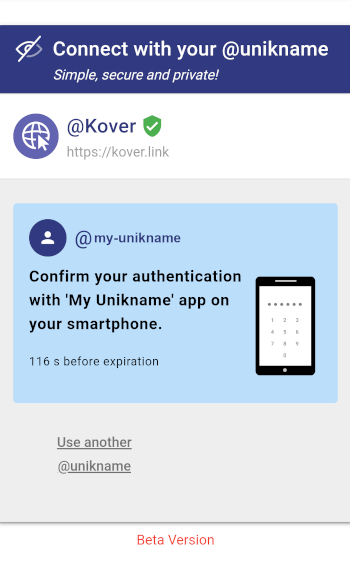 Connect with your @unikname
Simple, secure and private!
@Kover
https://kover.link
@my-unikname
Confirm your authentication
with 'My Unikname' app on
your smartphone.
1 2 3
4 5 6
7 8 9
0
116 s before expiration
Use another
@unikname
Beta Version